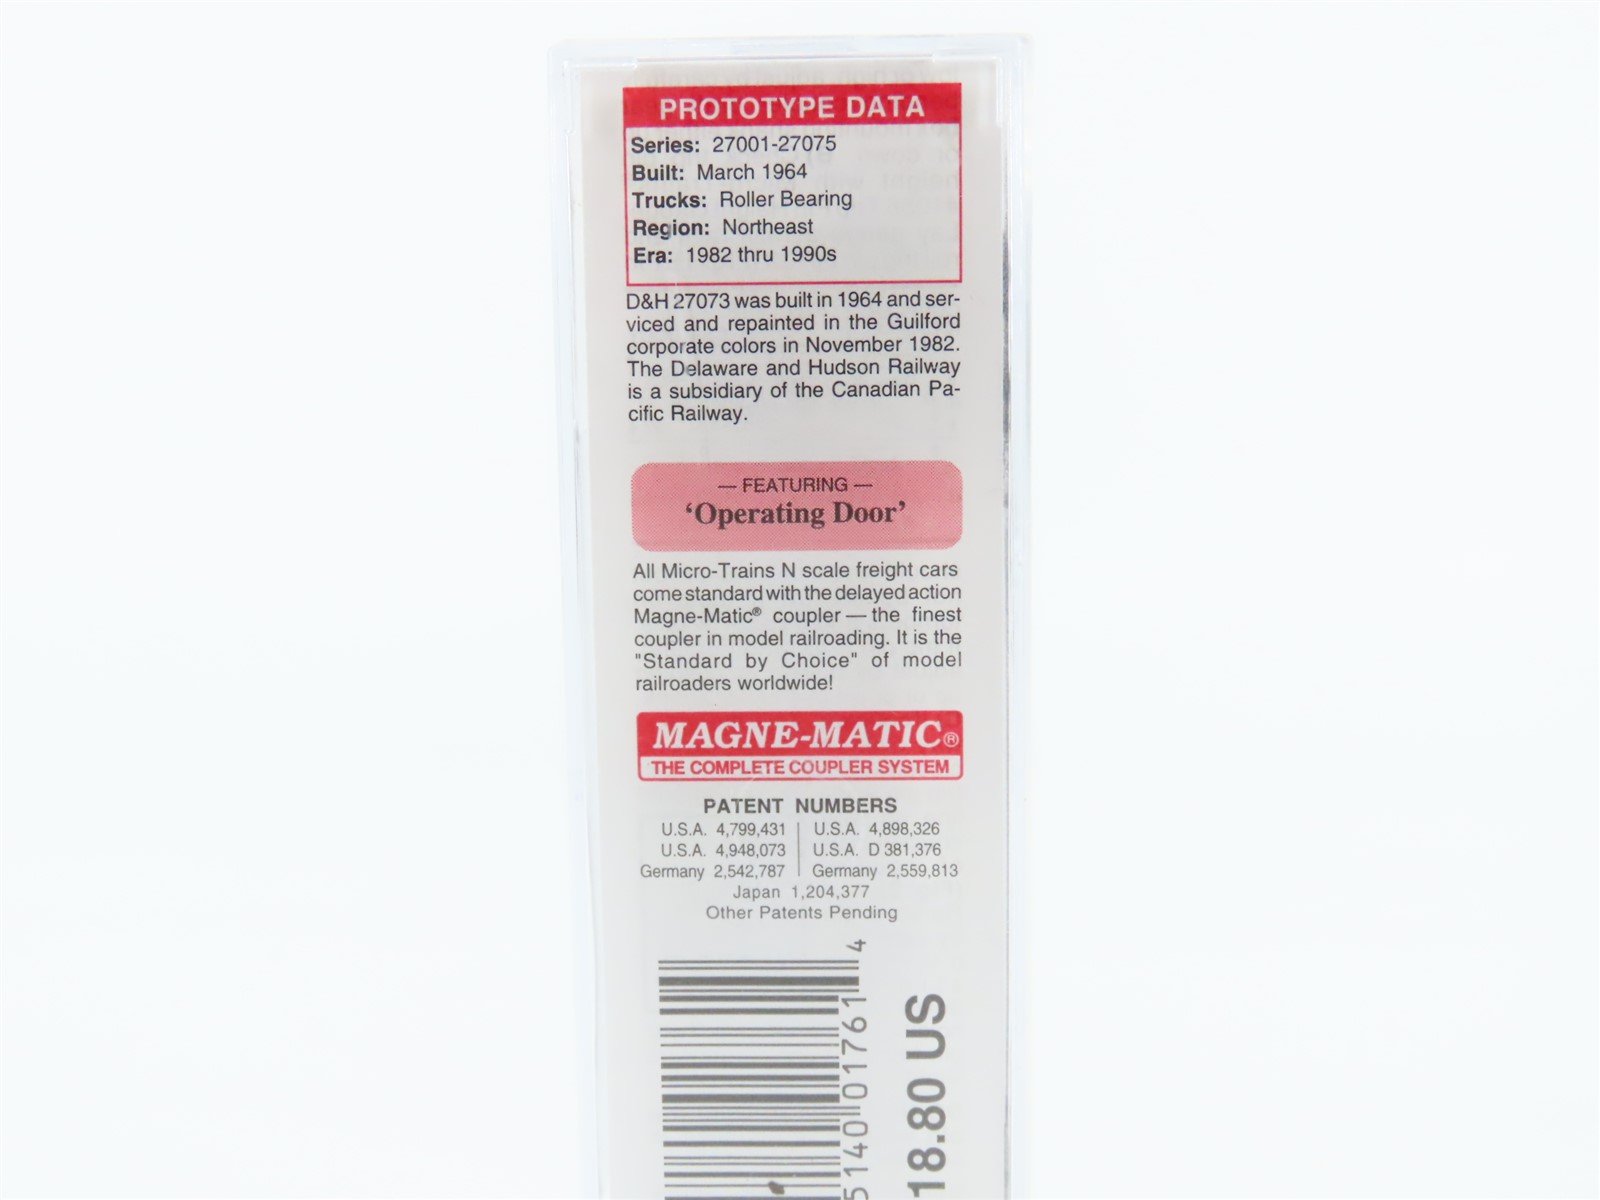 PROTOTYPE DATA
Series: 27001-27075
Built: March 1964
Trucks: Roller Bearing
Region: Northeast
Era: 1982 thru 1990s
D&H 27073 was built in 1964 and ser-
viced and repainted in the Guilford
corporate colors in November 1982.
The Delaware and Hudson Railway
is a subsidiary of the Canadian Pa-
cific Railway.
— FEATURING —
‘Operating Door’
All Micro-Trains N scale freight cars
come standard with the delayed action
Magne-Matic® coupler — the finest
coupler in model railroading. It is the
"Standard by Choice" of model
railroaders worldwide!
MAGNE-MATIC®
THE COMPLETE COUPLER SYSTEM
PATENT NUMBERS
U.S.A. 4,799,431 | U.S.A. 4,898,326
U.S.A. 4,948,073 | U.S.A. D 381,376
Germany 2,542,787 | Germany 2,559,813
Japan 1,204,377
Other Patents Pending
5140 01761 4
18.80 US